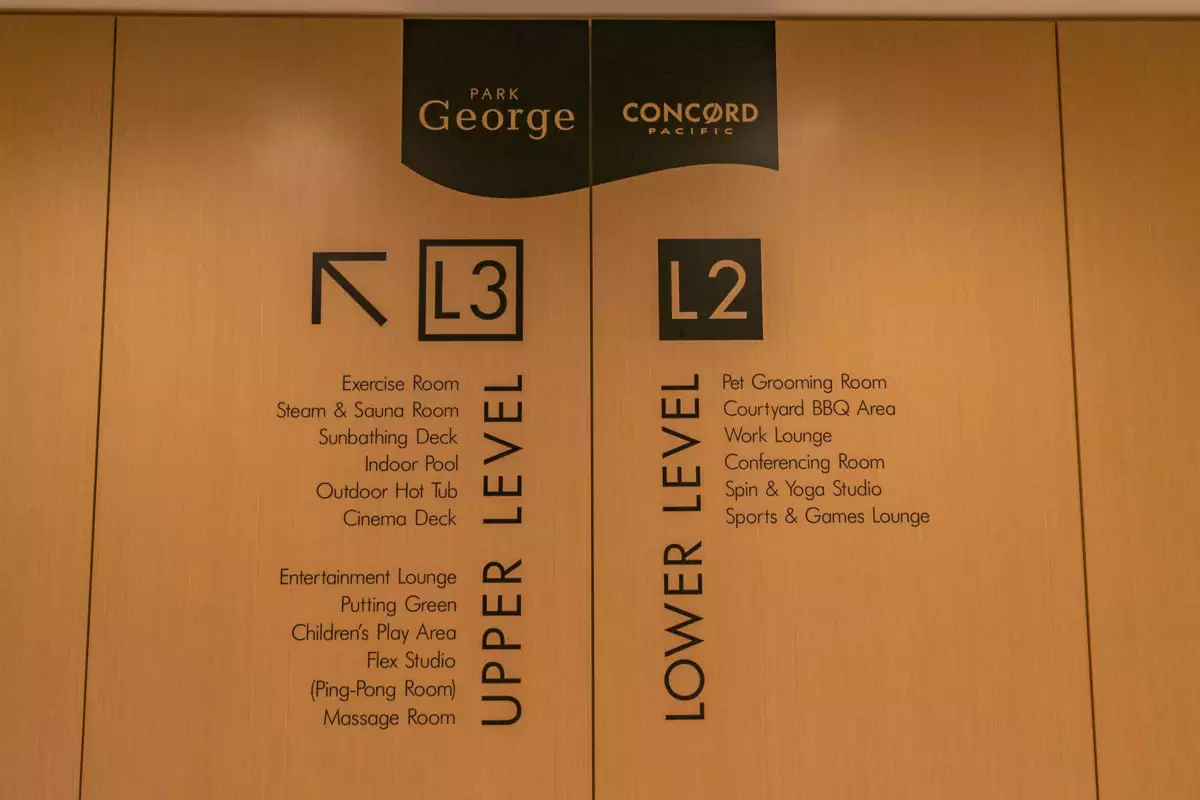 PARK
George
CONCØRD
PACIFIC
L3
UPPER LEVEL
Exercise Room
Steam & Sauna Room
Sunbathing Deck
Indoor Pool
Outdoor Hot Tub
Cinema Deck
Entertainment Lounge
Putting Green
Children's Play Area
Flex Studio
(Ping-Pong Room)
Massage Room
L2
LOWER LEVEL
Pet Grooming Room
Courtyard BBQ Area
Work Lounge
Conferencing Room
Spin & Yoga Studio
Sports & Games Lounge